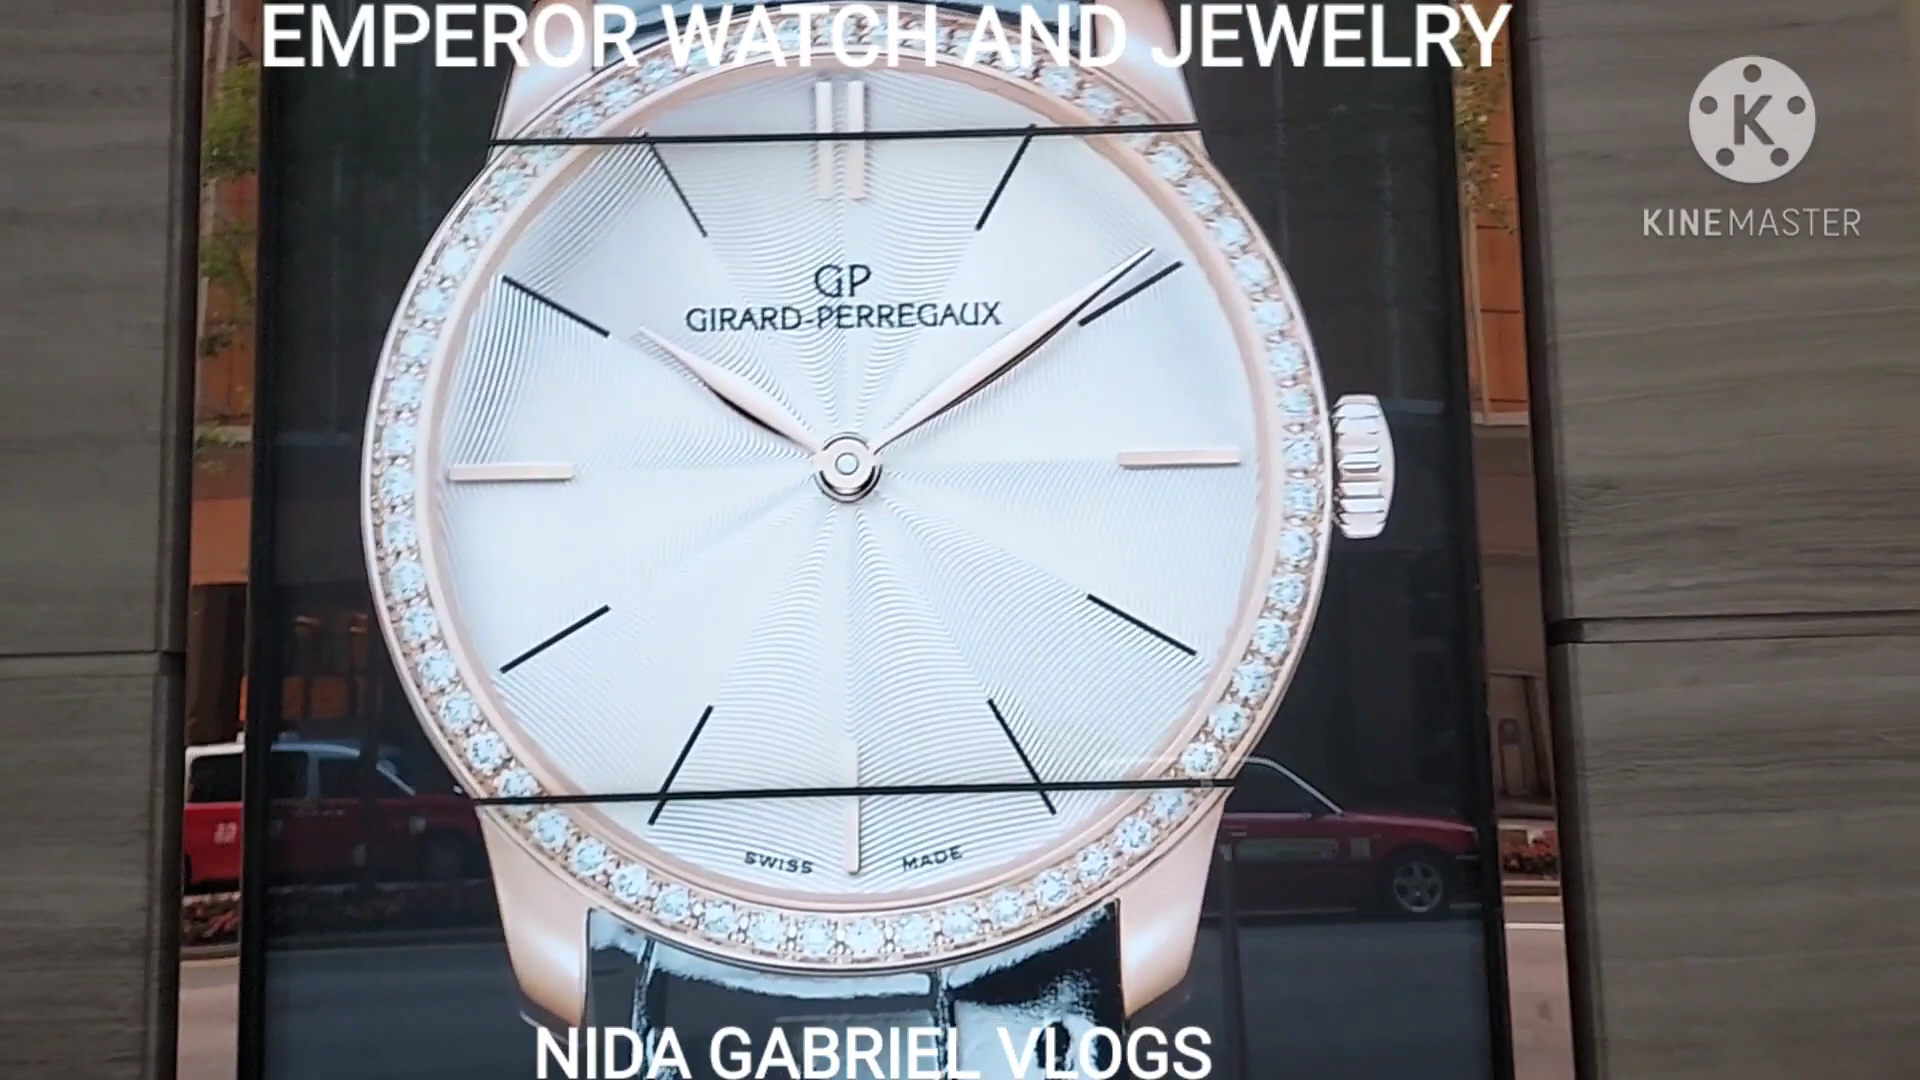 EMPEROR WATCH AND JEWELRY
K
KINEMASTER
GP
GIRARD-PERREGAUX
SWISS MADE
NIDA GABRIEL VLOGS